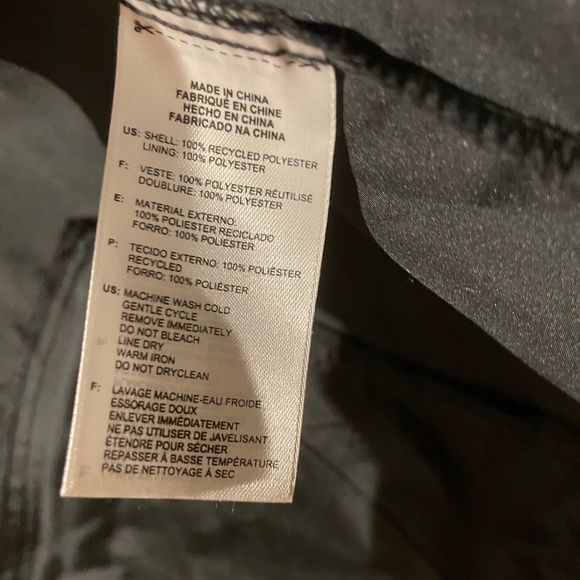 MADE IN CHINA
FABRIQUÉ EN CHINE
HECHO EN CHINA
FABRICADO NA CHINA
US: SHELL: 100% RECYCLED POLYESTER
LINING: 100% POLYESTER
F: VESTE: 100% POLYESTER RÉUTILISÉ
DOUBLURE: 100% POLYESTER
E: MATERIAL EXTERNO:
100% POLIESTER RECICLADO
FORRO: 100% POLIESTER
P: TECIDO EXTERNO: 100% POLIÉSTER
RECYCLED
FORRO: 100% POLIÉSTER
US: MACHINE WASH COLD
GENTLE CYCLE
REMOVE IMMEDIATELY
DO NOT BLEACH
LINE DRY
WARM IRON
DO NOT DRYCLEAN
F: LAVAGE MACHINE-EAU FROIDE
ESSORAGE DOUX
ENLEVER IMMÉDIATEMENT
NE PAS UTILISER DE JAVELISANT
ÉTENDRE POUR SÉCHER
REPASSER À BASSE TEMPÉRATURE
PAS DE NETTOYAGE À SEC